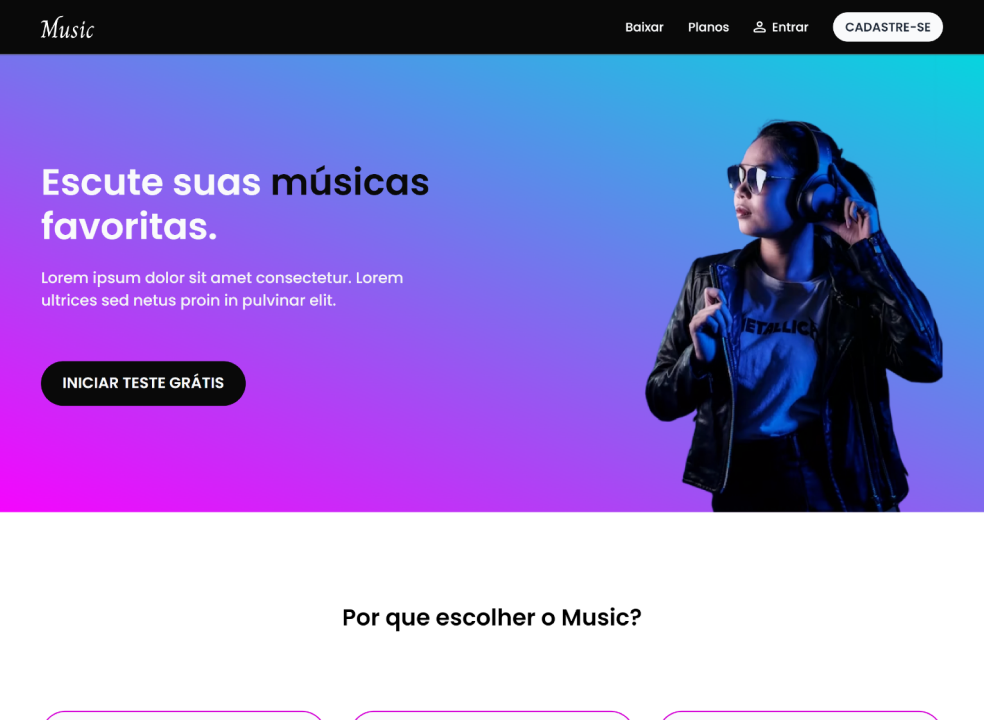 Music
Baixar
Planos
Entrar
CADASTRE-SE
Escute suas músicas
favoritas.
Lorem ipsum dolor sit amet consectetur. Lorem
ultrices sed netus proin in pulvinar elit.
METALLICA
INICIAR TESTE GRÁTIS
Por que escolher o Music?